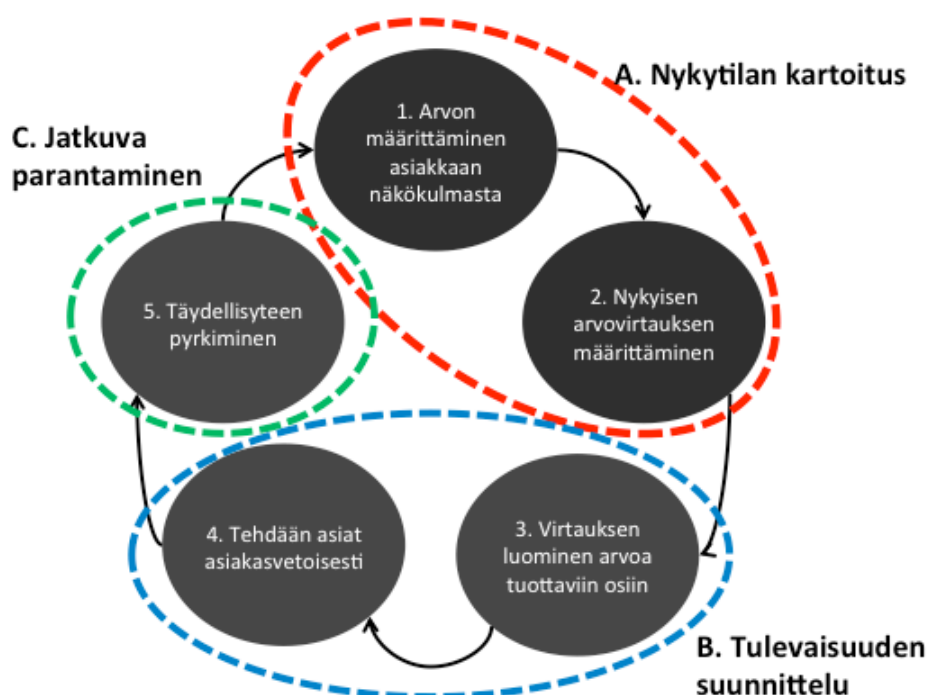 A. Nykytilan kartoitus
1. Arvon
määrittäminen
asiakkaan
näkökulmasta
2. Nykyisen
arvovirtauksen
määrittäminen
3. Virtauksen
luominen arvoa
tuottaviin osiin
B. Tulevaisuuden
suunnittelu
4. Tehdään asiat
asiakasvetoisesti
C. Jatkuva
parantaminen
5. Täydellisyteen
pyrkiminen